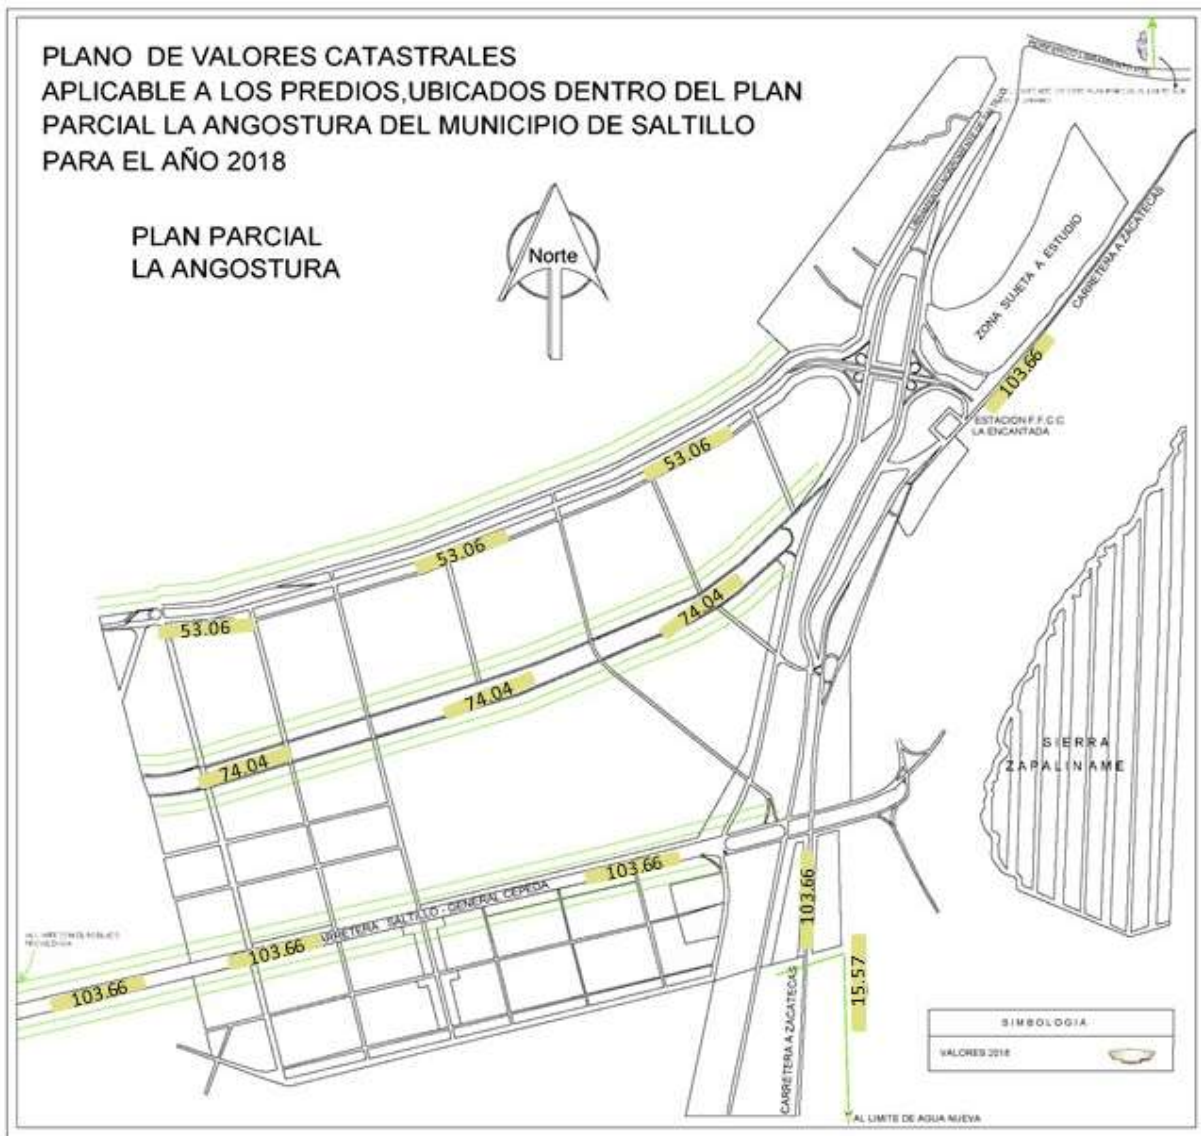 PLANO DE VALORES CATASTRALES
APLICABLE A LOS PREDIOS,UBICADOS DENTRO DEL PLAN
PARCIAL LA ANGOSTURA DEL MUNICIPIO DE SALTILLO
PARA EL AÑO 2018
PLAN PARCIAL
LA ANGOSTURA
Norte
ZONA SUJETA A ESTUDIO
CARRETERA A ZACATECAS
103.66
ESTACION F.F.C.C.
LA ENCANTADA
53.06
53.06
53.06
74.04
74.04
74.04
SIERRA
ZAPALINAME
103.66
103.66
103.66
103.66
CARRETERA SALTILLO - GENERAL CEPEDA
15.57
CARRETERA A ZACATECAS
SIMBOLOGIA
VALORES 2018
AL LIMITE DE AGUA NUEVA